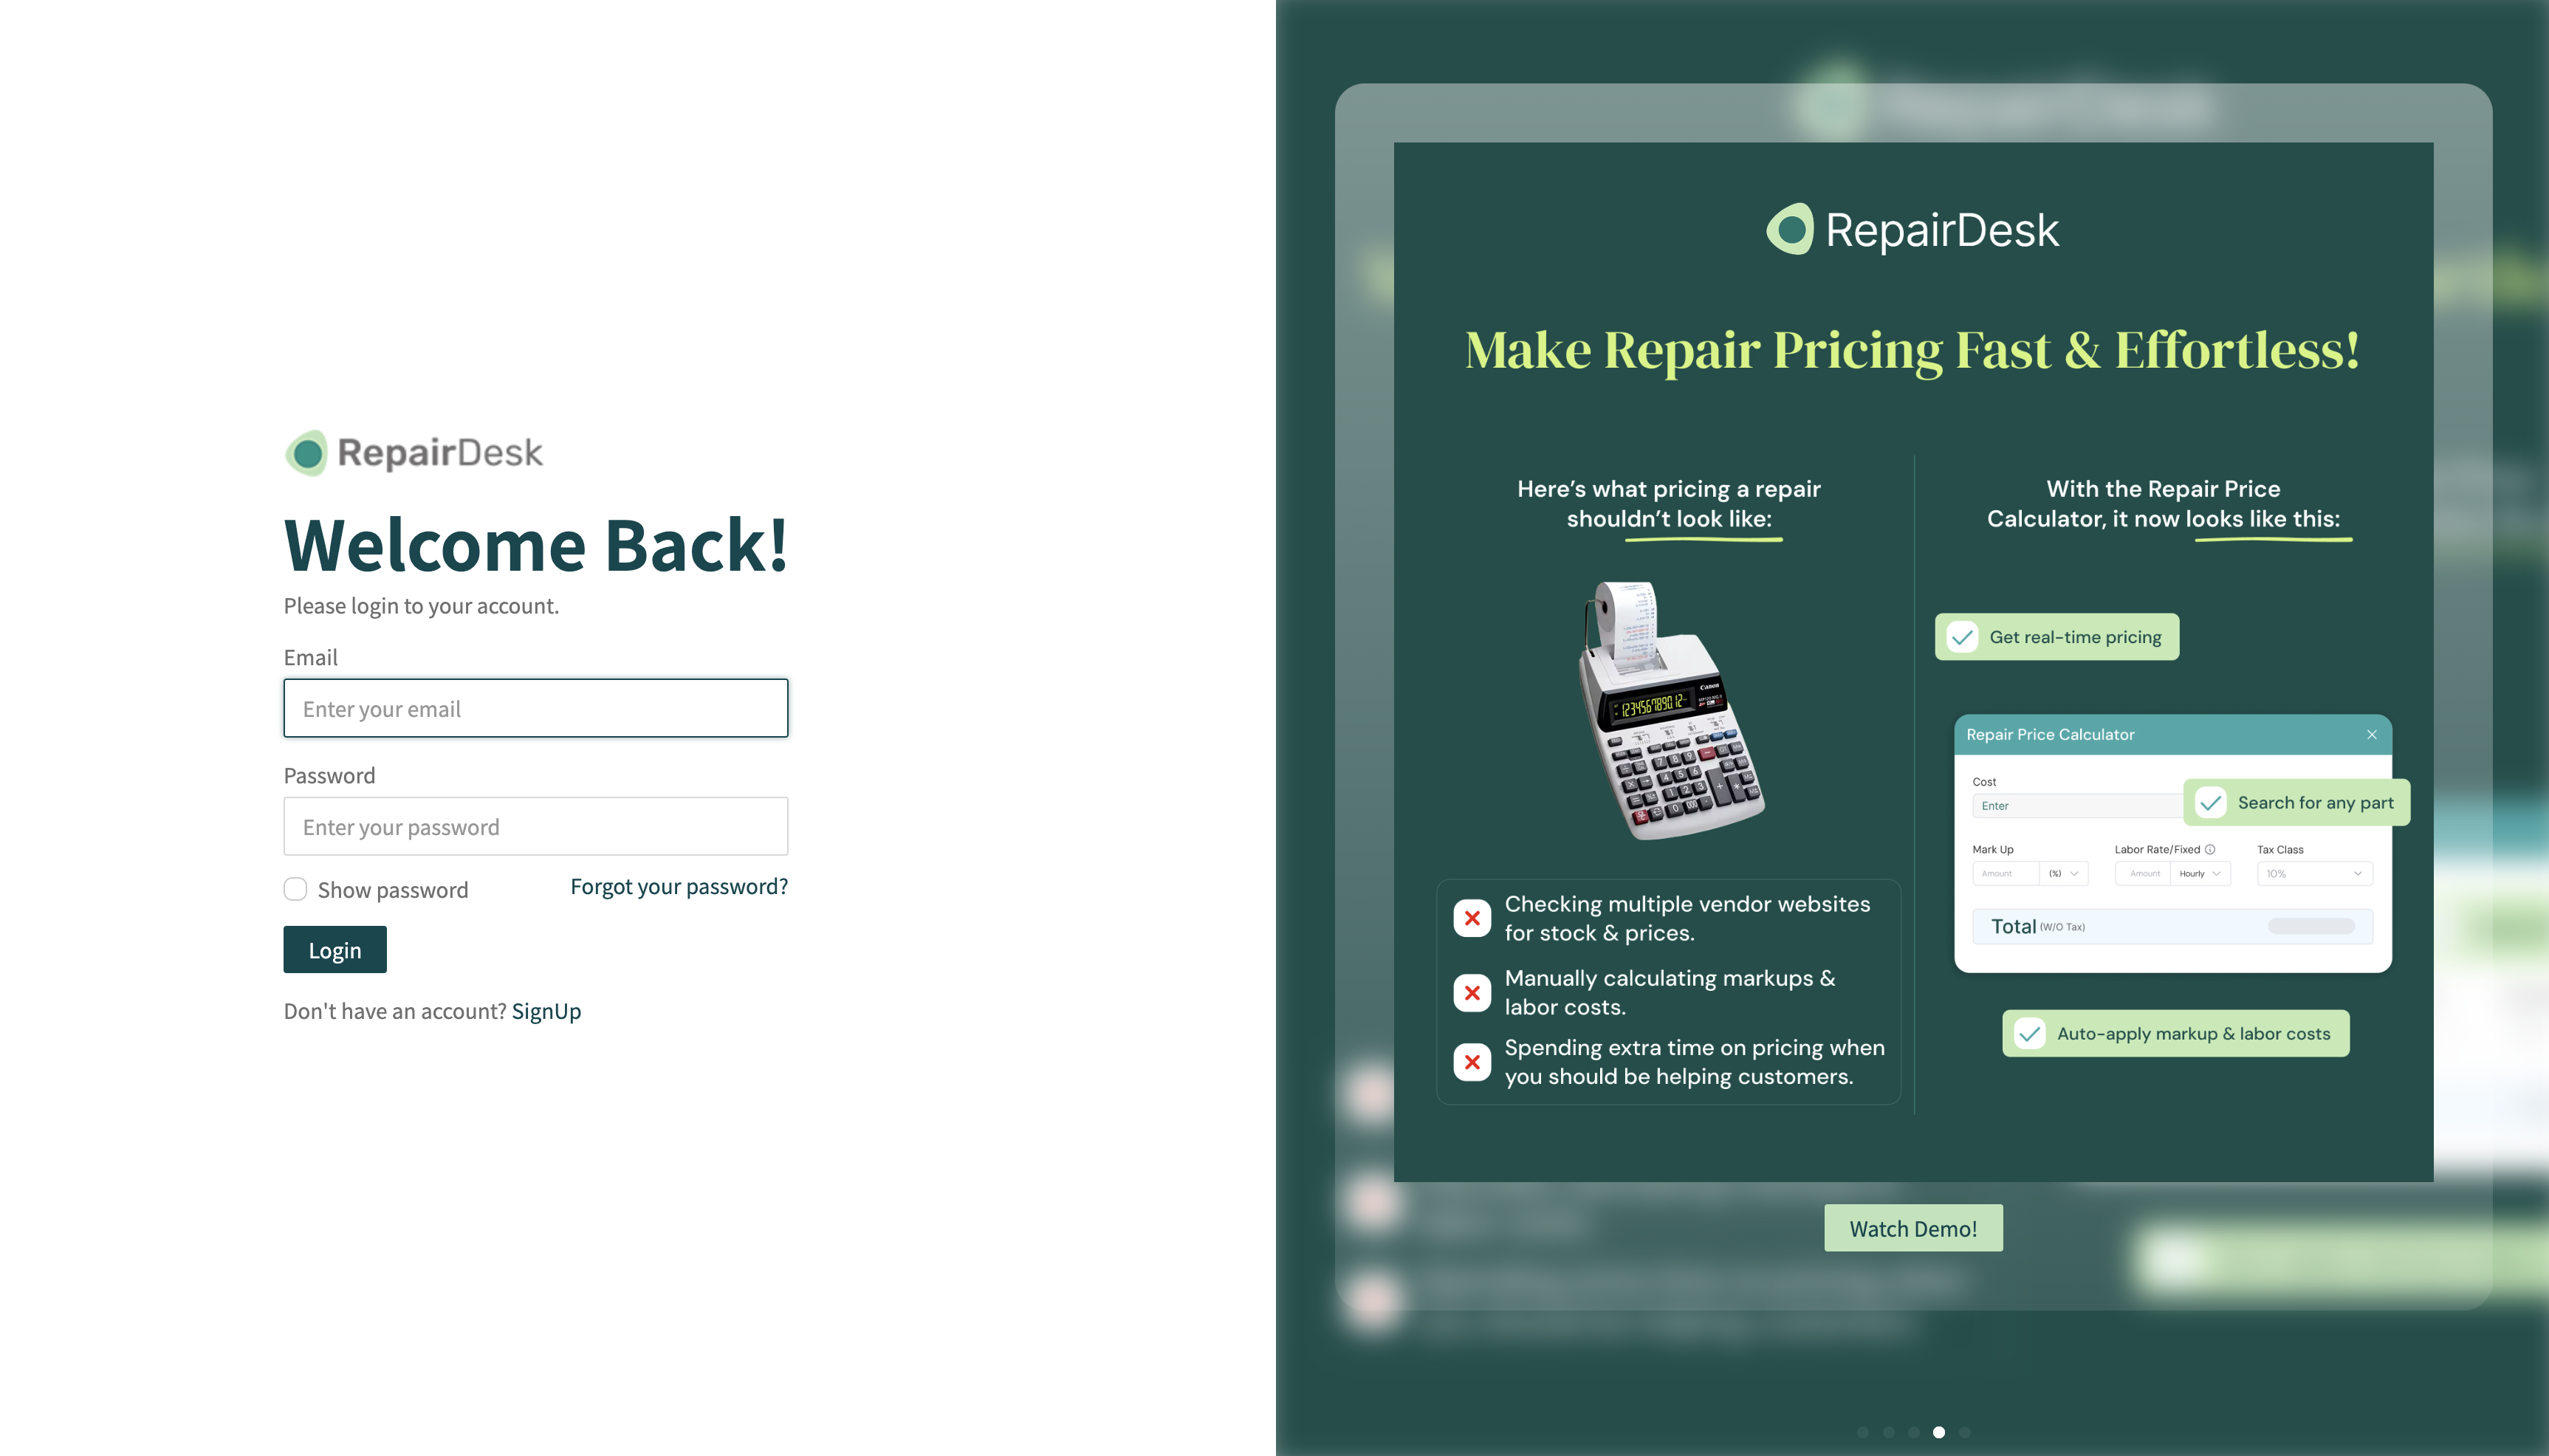 RepairDesk
Welcome Back!
Please login to your account.
Email
Enter your email
Password
Enter your password
Show password
Forgot your password?
Login
Don't have an account? SignUp
RepairDesk
Make Repair Pricing Fast & Effortless!
Here's what pricing a repair
shouldn't look like:
Canon
Checking multiple vendor websites
for stock & prices.
Manually calculating markups &
labor costs.
Spending extra time on pricing when
you should be helping customers.
With the Repair Price
Calculator, it now looks like this:
Get real-time pricing
Repair Price Calculator
Cost
Enter
Search for any part
Mark Up
Labor Rate/Fixed
Tax Class
Amount
(%)
Amount
Hourly
10%
Total (W/O Tax)
Auto-apply markup & labor costs
Watch Demo!